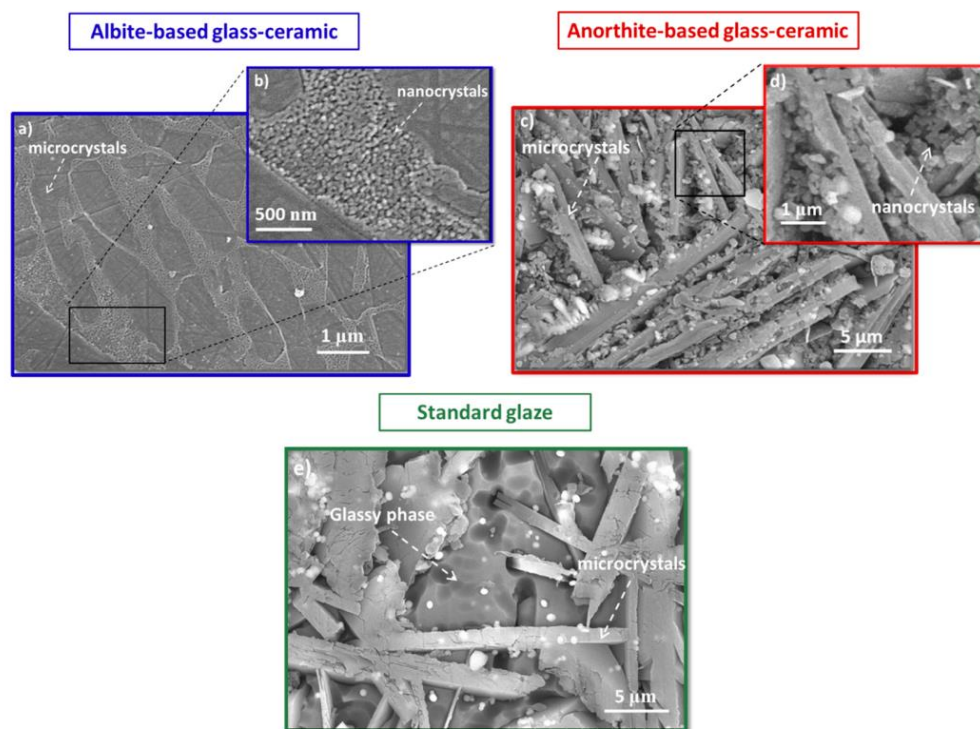 Albite-based glass-ceramic
Anorthite-based glass-ceramic
a)
microcrystals
1 μm
b)
nanocrystals
500 nm
c)
microcrystals
5 μm
d)
nanocrystals
1 μm
Standard glaze
e)
Glassy phase
microcrystals
5 μm